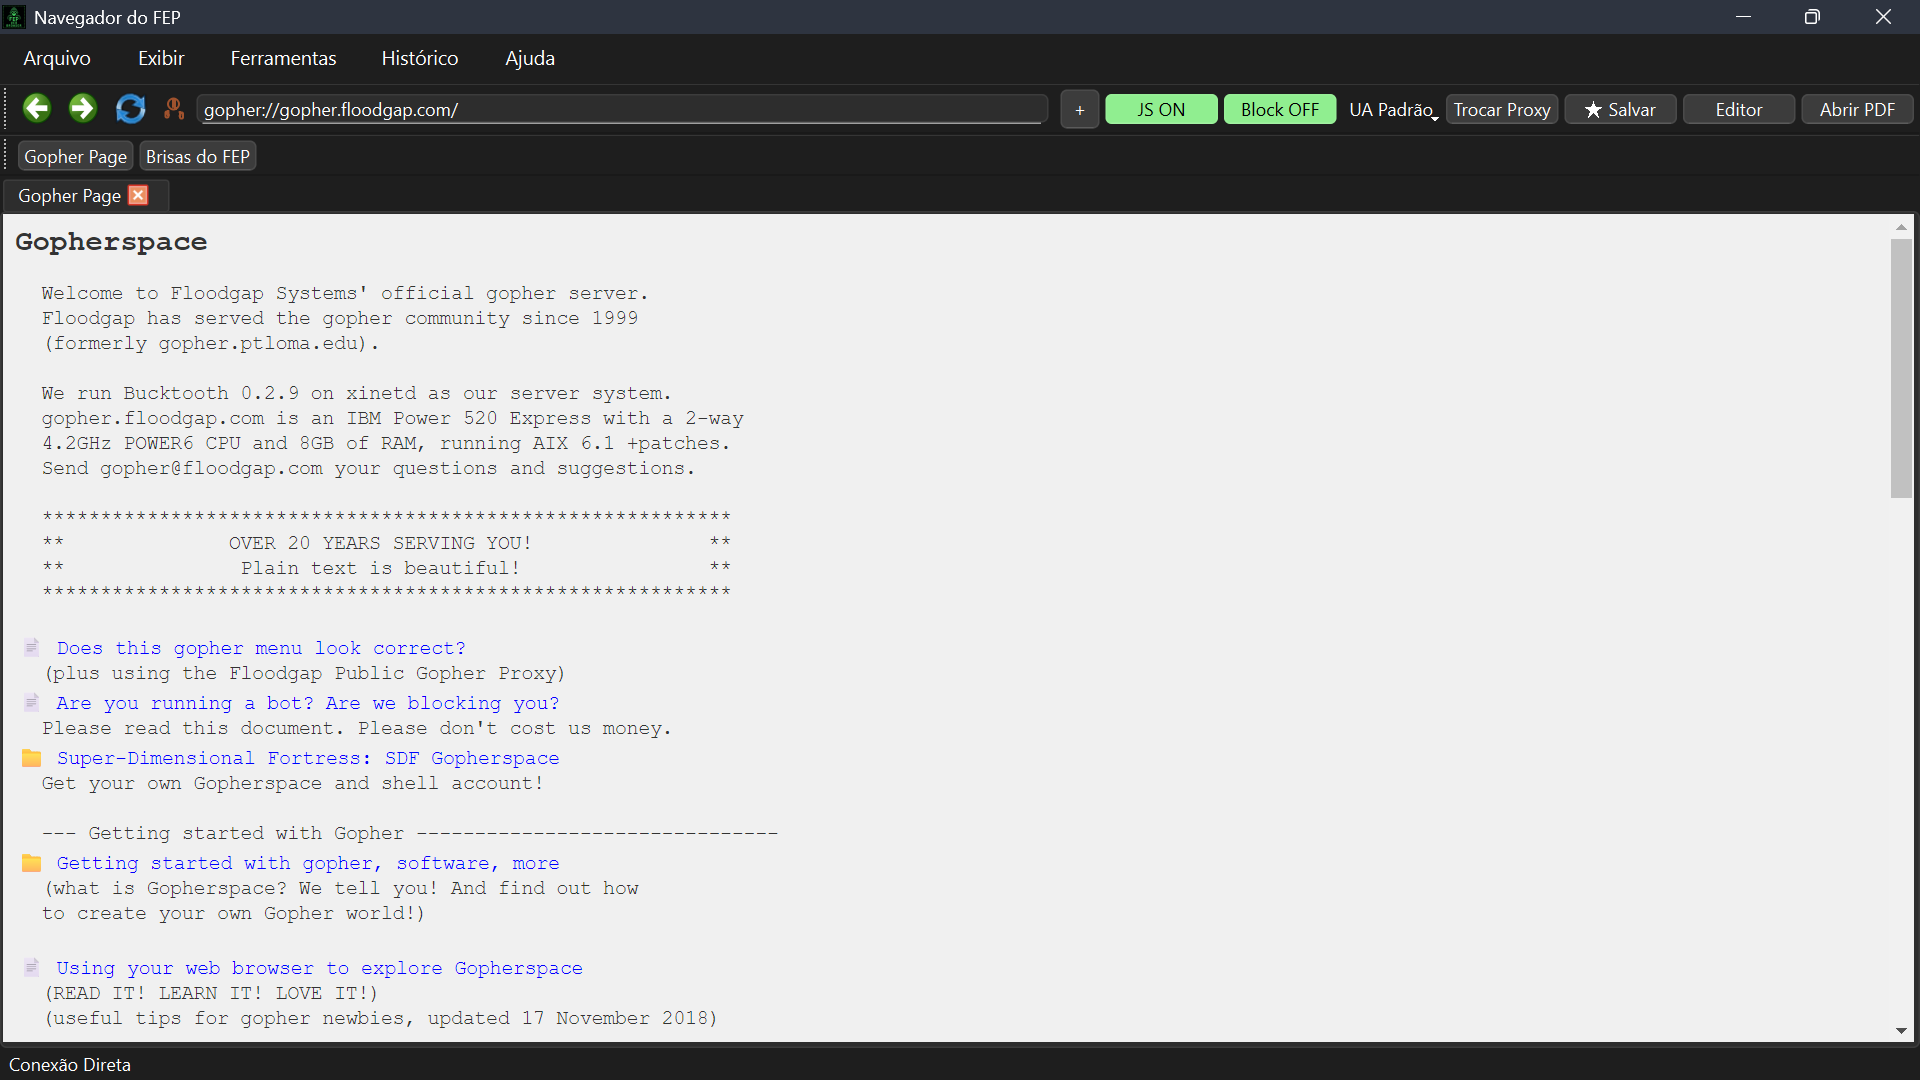 Navegador do FEP
Arquivo Exibir Ferramentas Histórico Ajuda
gopher://gopher.floodgap.com/ + JS ON Block OFF UA Padrão Trocar Proxy ★ Salvar Editor Abrir PDF
Gopher Page Brisas do FEP
Gopher Page
Gopherspace
Welcome to Floodgap Systems' official gopher server.
Floodgap has served the gopher community since 1999
(formerly gopher.ptloma.edu).
We run Bucktooth 0.2.9 on xinetd as our server system.
gopher.floodgap.com is an IBM Power 520 Express with a 2-way
4.2GHz POWER6 CPU and 8GB of RAM, running AIX 6.1 +patches.
Send gopher@floodgap.com your questions and suggestions.
***********************************************************
** OVER 20 YEARS SERVING YOU! **
** Plain text is beautiful! **
***********************************************************
Does this gopher menu look correct?
(plus using the Floodgap Public Gopher Proxy)
Are you running a bot? Are we blocking you?
Please read this document. Please don't cost us money.
Super-Dimensional Fortress: SDF Gopherspace
Get your own Gopherspace and shell account!
--- Getting started with Gopher -------------------------------
Getting started with gopher, software, more
(what is Gopherspace? We tell you! And find out how
to create your own Gopher world!)
Using your web browser to explore Gopherspace
(READ IT! LEARN IT! LOVE IT!)
(useful tips for gopher newbies, updated 17 November 2018)
Conexão Direta